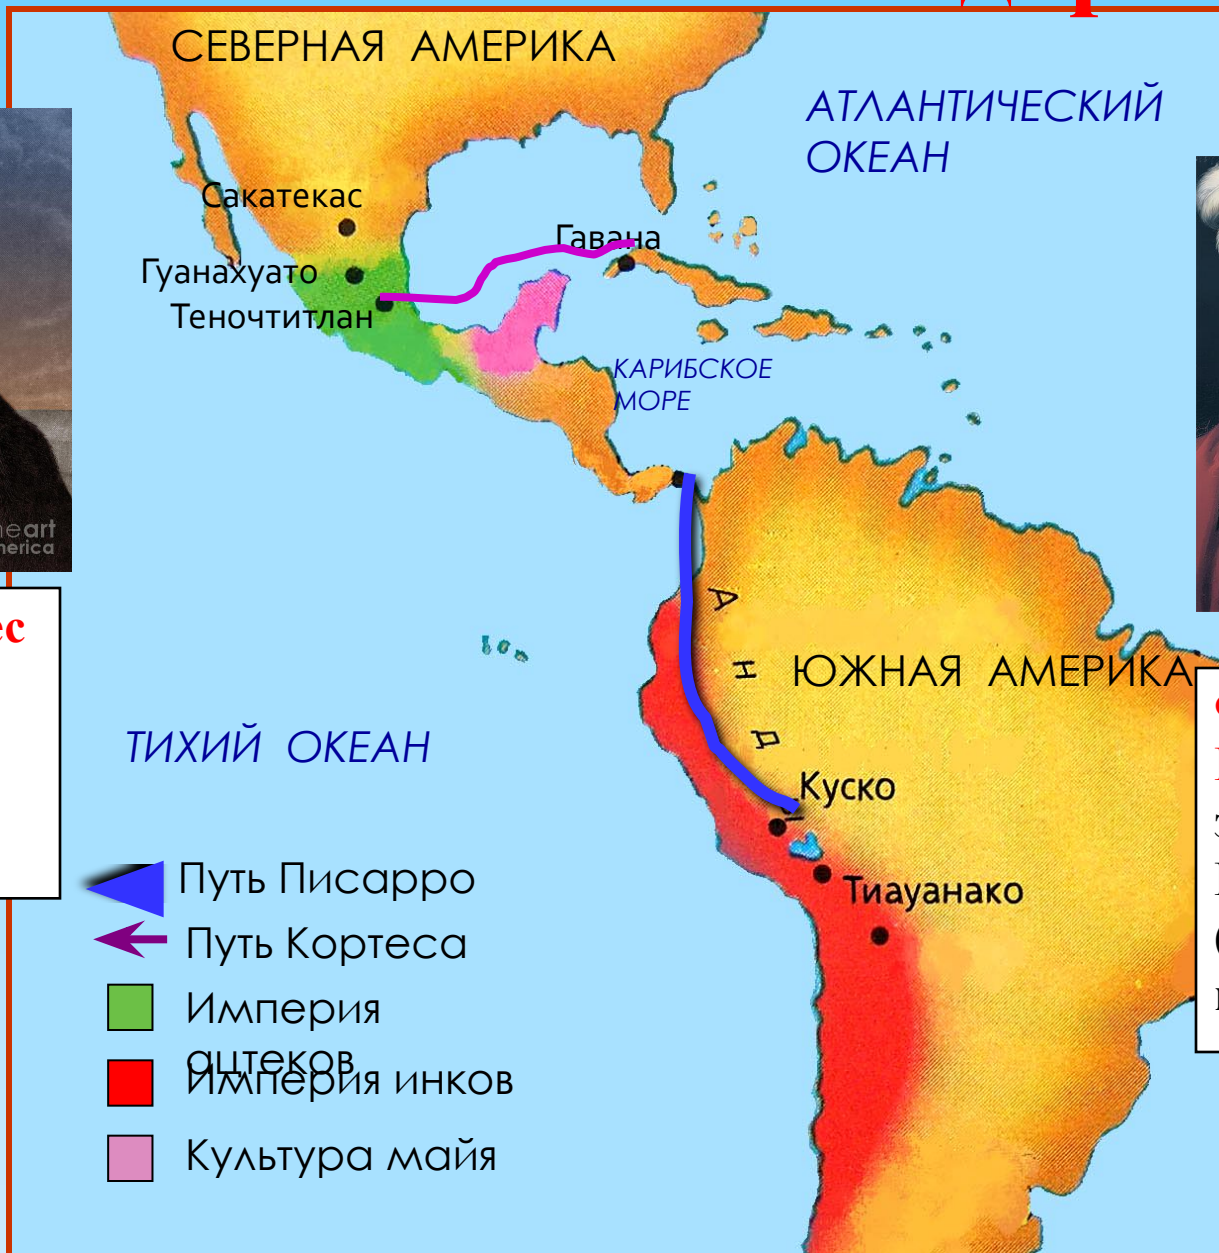 СЕВЕРНАЯ АМЕРИКА
АТЛАНТИЧЕСКИЙ
ОКЕАН
Сакатекас
Гавана
Гуанахуато
Теночтитлан
КАРИБСКОЕ
МОРЕ
АНД
ЮЖНАЯ АМЕРИКА
ТИХИЙ ОКЕАН
Куско
Тиауанако
Путь Писарро
Путь Кортеса
Империя
ацтеков
Империя инков
Культура майя